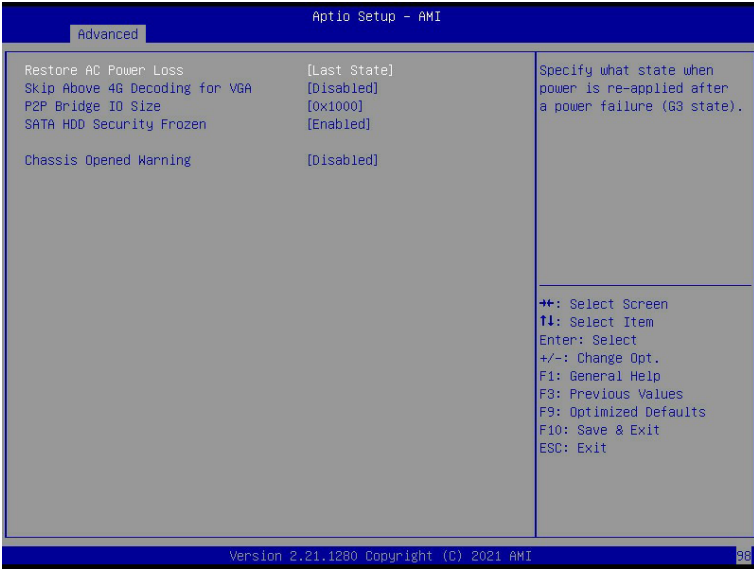 Aptio Setup – AMI
Advanced
Restore AC Power Loss [Last State]
Skip Above 4G Decoding for VGA [Disabled]
P2P Bridge IO Size [0x1000]
SATA HDD Security Frozen [Enabled]
Chassis Opened Warning [Disabled]
Specify what state when
power is re-applied after
a power failure (G3 state).
→←: Select Screen
↑↓: Select Item
Enter: Select
+/-: Change Opt.
F1: General Help
F3: Previous Values
F9: Optimized Defaults
F10: Save & Exit
ESC: Exit
Version 2.21.1280 Copyright (C) 2021 AMI
98